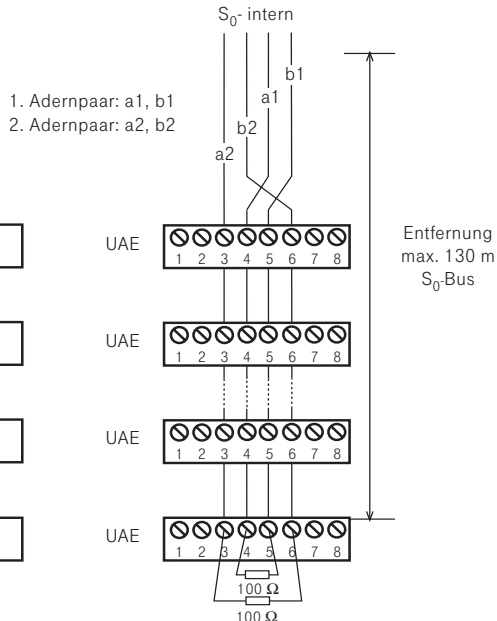 S0- intern
1. Adernpaar: a1, b1
2. Adernpaar: a2, b2
b1
a1
b2
a2
UAE
1 2 3 4 5 6 7 8
Entfernung
max. 130 m
S0-Bus
UAE
1 2 3 4 5 6 7 8
UAE
1 2 3 4 5 6 7 8
UAE
1 2 3 4 5 6 7 8
100 Ω
100 Ω